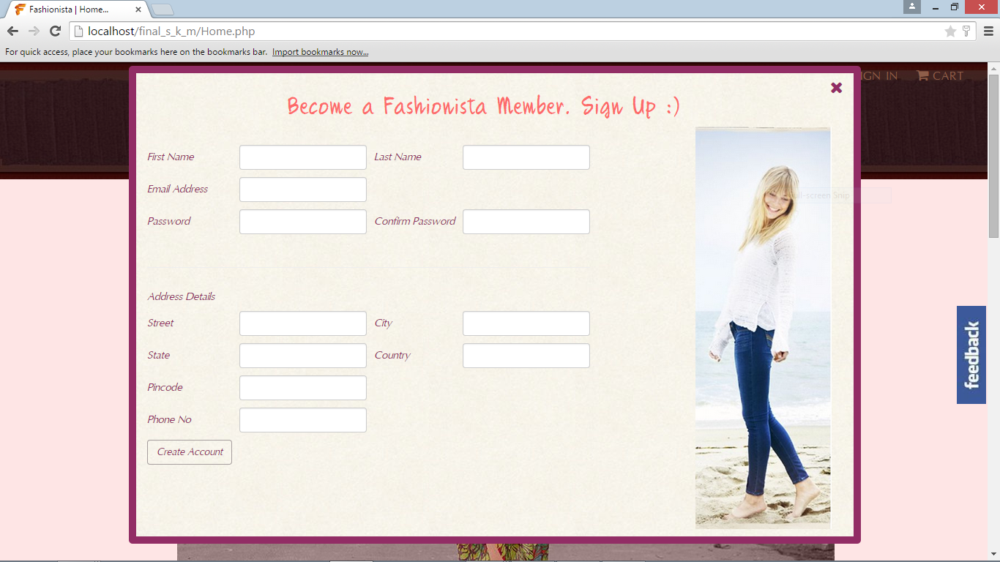 Fashionista | Home...
localhost/final_s_k_m/Home.php
For quick access, place your bookmarks here on the bookmarks bar. Import bookmarks now...
IGN IN CART
Become a Fashionista Member. Sign Up :)
First Name Last Name
Email Address
-screen Snip
Password Confirm Password
Address Details
Street City
State Country
feedback
Pincode
Phone No
Create Account